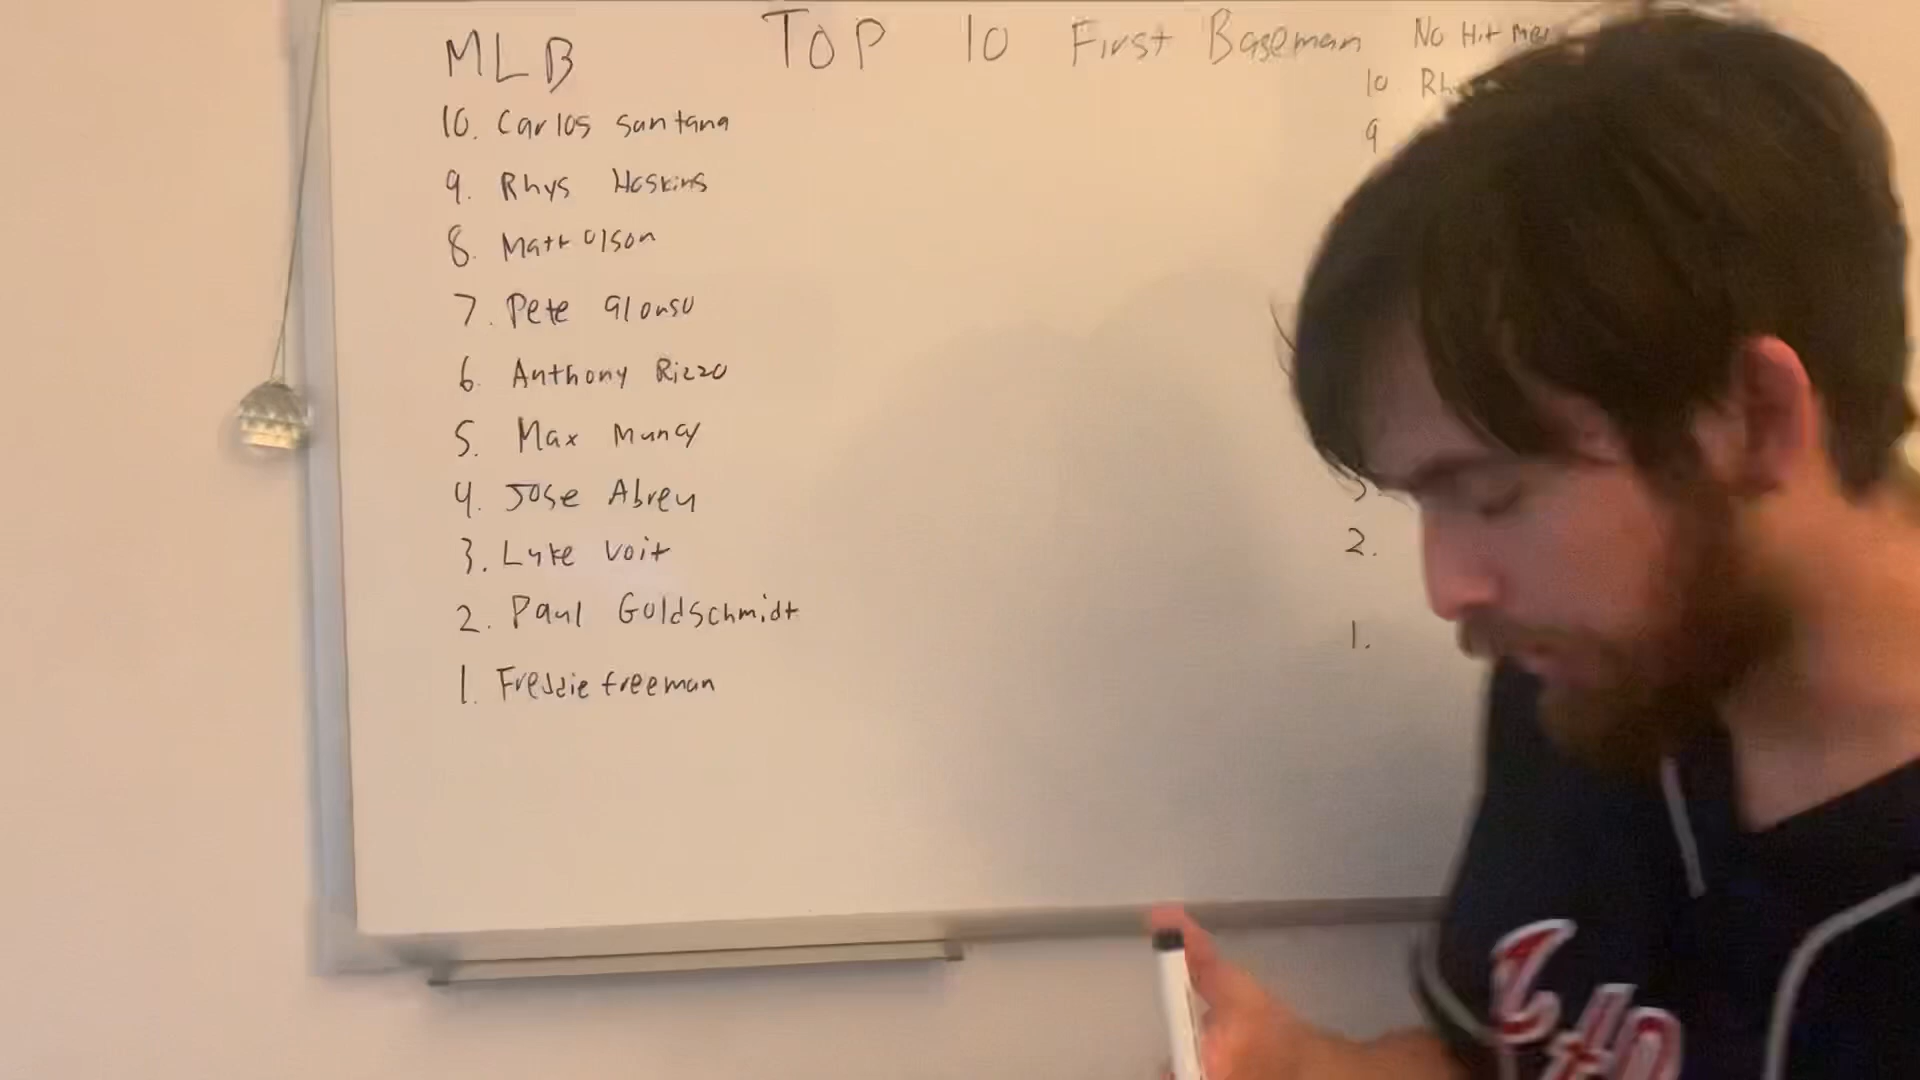 MLB
TOP 10 First Baseman
10. Carlos Santana
9. Rhys Hoskins
8. Matt Olson
7. Pete Alonso
6. Anthony Rizzo
5. Max Muncy
4. Jose Abreu
3. Luke Voit
2. Paul Goldschmidt
1. Freddie freeman
No Hit
10
9
3.
2.
1.